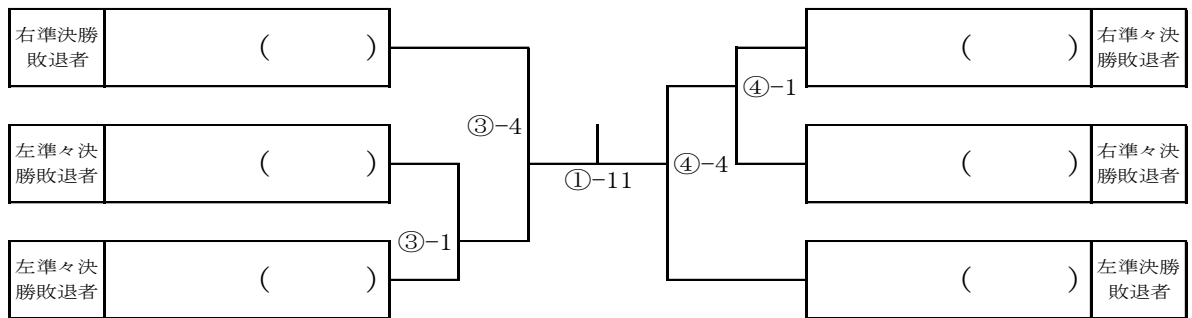 右準決勝
敗退者
( )
( )
右準々決
勝敗退者
④-1
③-4
左準々決
勝敗退者
( )
①-11
④-4
( )
右準々決
勝敗退者
③-1
左準々決
勝敗退者
( )
( )
左準決勝
敗退者